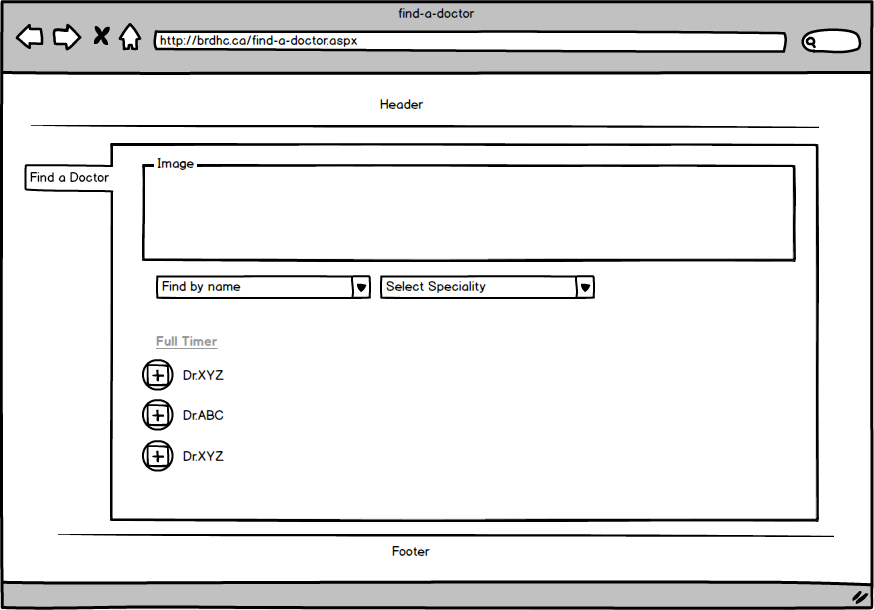 find-a-doctor
http://brdhc.ca/find-a-doctor.aspx
Header
Image
Find a Doctor
Find by name
Select Speciality
Full Timer
Dr.XYZ
Dr.ABC
Dr.XYZ
Footer